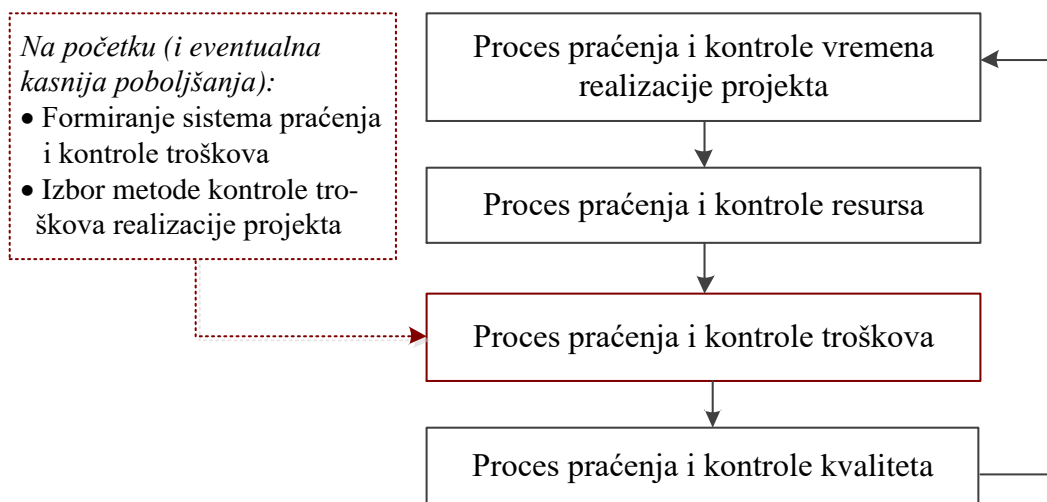 Na početku (i eventualna
kasnija poboljšanja):
• Formiranje sistema praćenja
i kontrole troškova
• Izbor metode kontrole tro-
škova realizacije projekta
Proces praćenja i kontrole vremena
realizacije projekta
Proces praćenja i kontrole resursa
Proces praćenja i kontrole troškova
Proces praćenja i kontrole kvaliteta